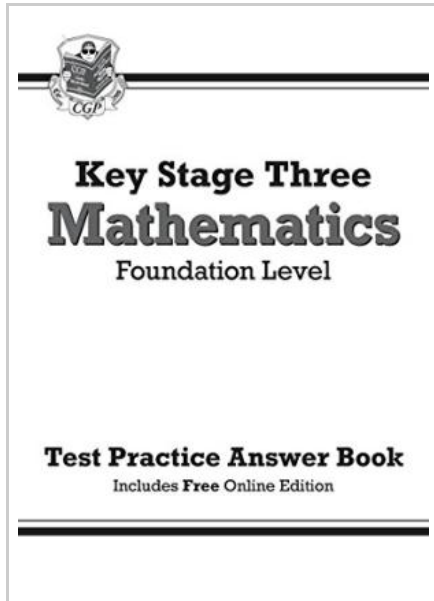 CGP
Key Stage Three
Mathematics
Foundation Level
Test Practice Answer Book
Includes Free Online Edition